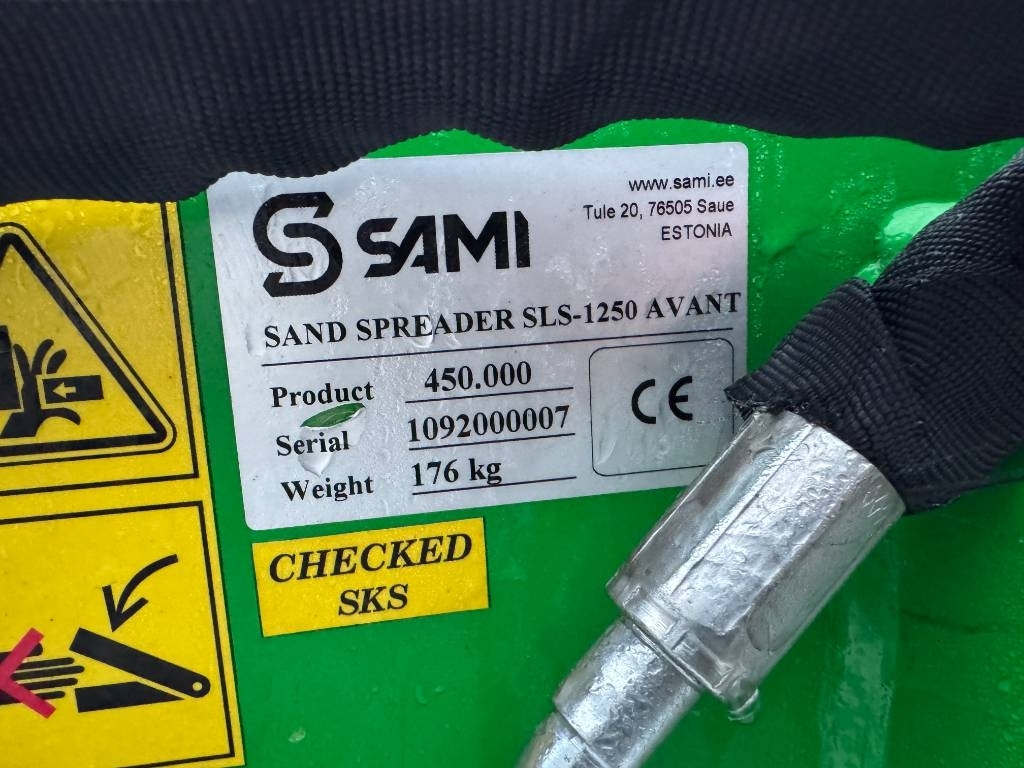 SAMI
www.sami.ee
Tule 20, 76505 Saue
ESTONIA
SAND SPREADER SLS-1250 AVANT
Product 450.000
Serial 1092000007
Weight 176 kg
CE
CHECKED
SKS